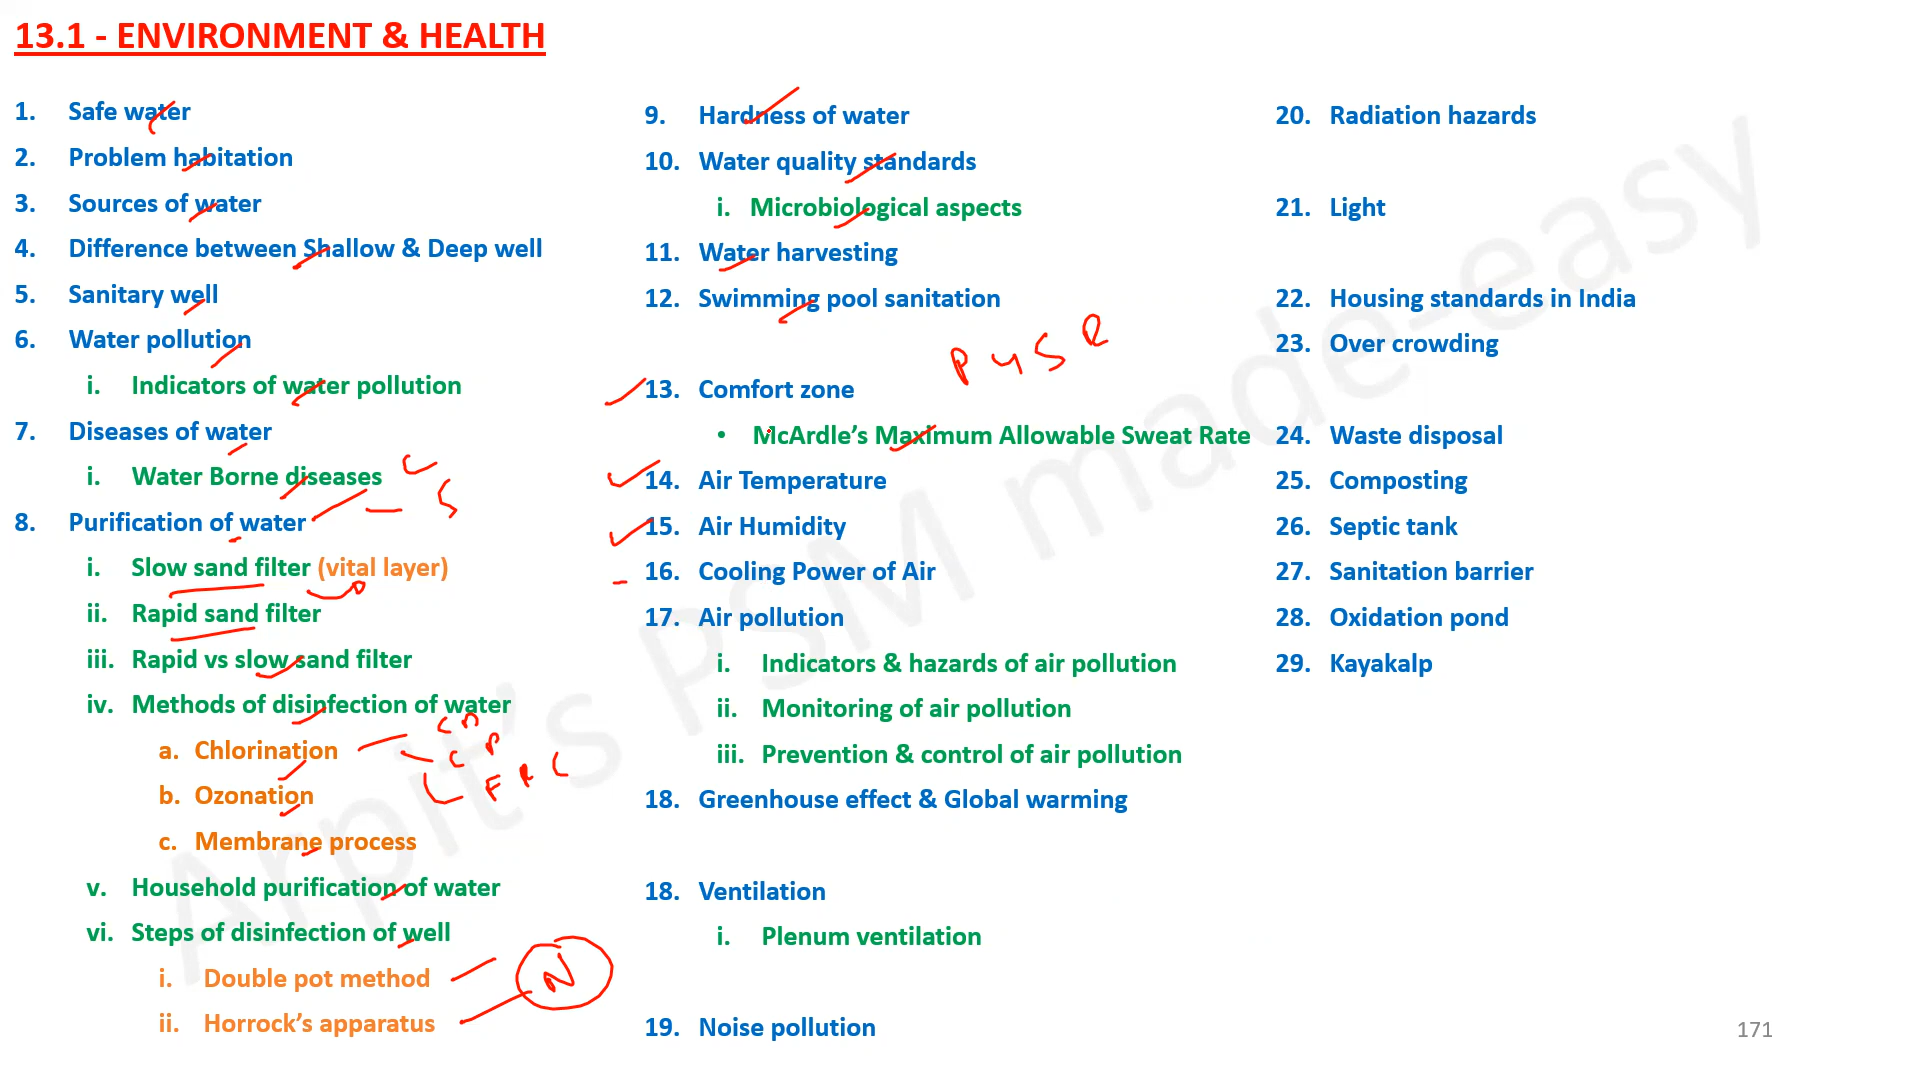 13.1 - ENVIRONMENT & HEALTH
1. Safe water
2. Problem habitation
3. Sources of water
4. Difference between Shallow & Deep well
5. Sanitary well
6. Water pollution
i. Indicators of water pollution
7. Diseases of water
i. Water Borne diseases
8. Purification of water
i. Slow sand filter (vital layer)
ii. Rapid sand filter
iii. Rapid vs slow sand filter
iv. Methods of disinfection of water
a. Chlorination
b. Ozonation
c. Membrane process
v. Household purification of water
vi. Steps of disinfection of well
i. Double pot method
ii. Horrock's apparatus
N
F R C
9. Hardness of water
10. Water quality standards
i. Microbiological aspects
11. Water harvesting
12. Swimming pool sanitation
P4SR
13. Comfort zone
• McArdle's Maximum Allowable Sweat Rate
14. Air Temperature
15. Air Humidity
16. Cooling Power of Air
17. Air pollution
i. Indicators & hazards of air pollution
ii. Monitoring of air pollution
iii. Prevention & control of air pollution
18. Greenhouse effect & Global warming
18. Ventilation
i. Plenum ventilation
19. Noise pollution
20. Radiation hazards
21. Light
22. Housing standards in India
23. Over crowding
24. Waste disposal
25. Composting
26. Septic tank
27. Sanitation barrier
28. Oxidation pond
29. Kayakalp
171
Arpit's PSM made-easy